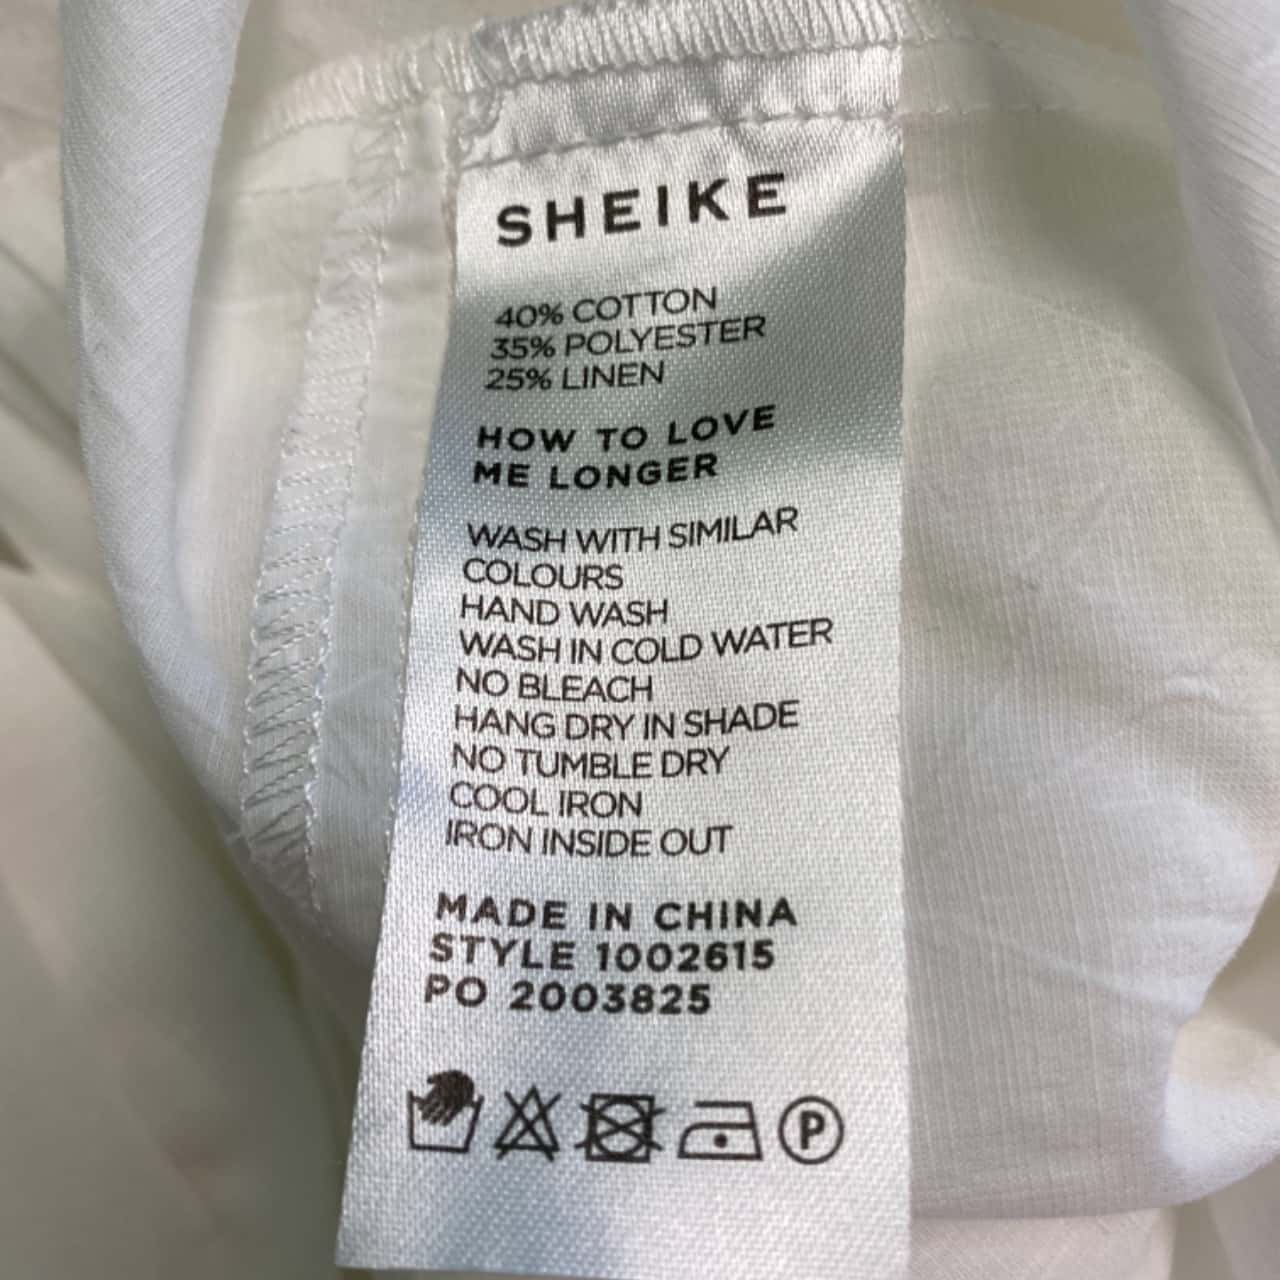 SHEIKE
40% COTTON
35% POLYESTER
25% LINEN
HOW TO LOVE
ME LONGER
WASH WITH SIMILAR
COLOURS
HAND WASH
WASH IN COLD WATER
NO BLEACH
HANG DRY IN SHADE
NO TUMBLE DRY
COOL IRON
IRON INSIDE OUT
MADE IN CHINA
STYLE 1002615
PO 2003825
P